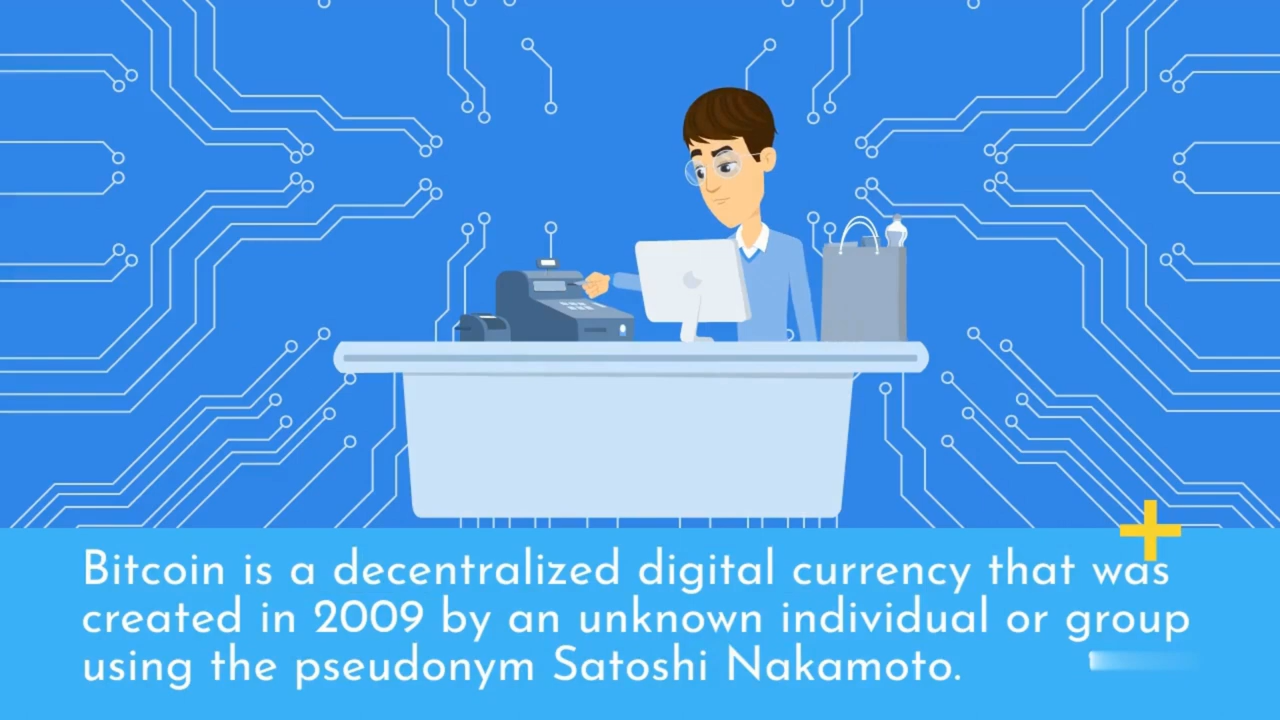 Bitcoin is a decentralized digital currency that was
created in 2009 by an unknown individual or group
using the pseudonym Satoshi Nakamoto.